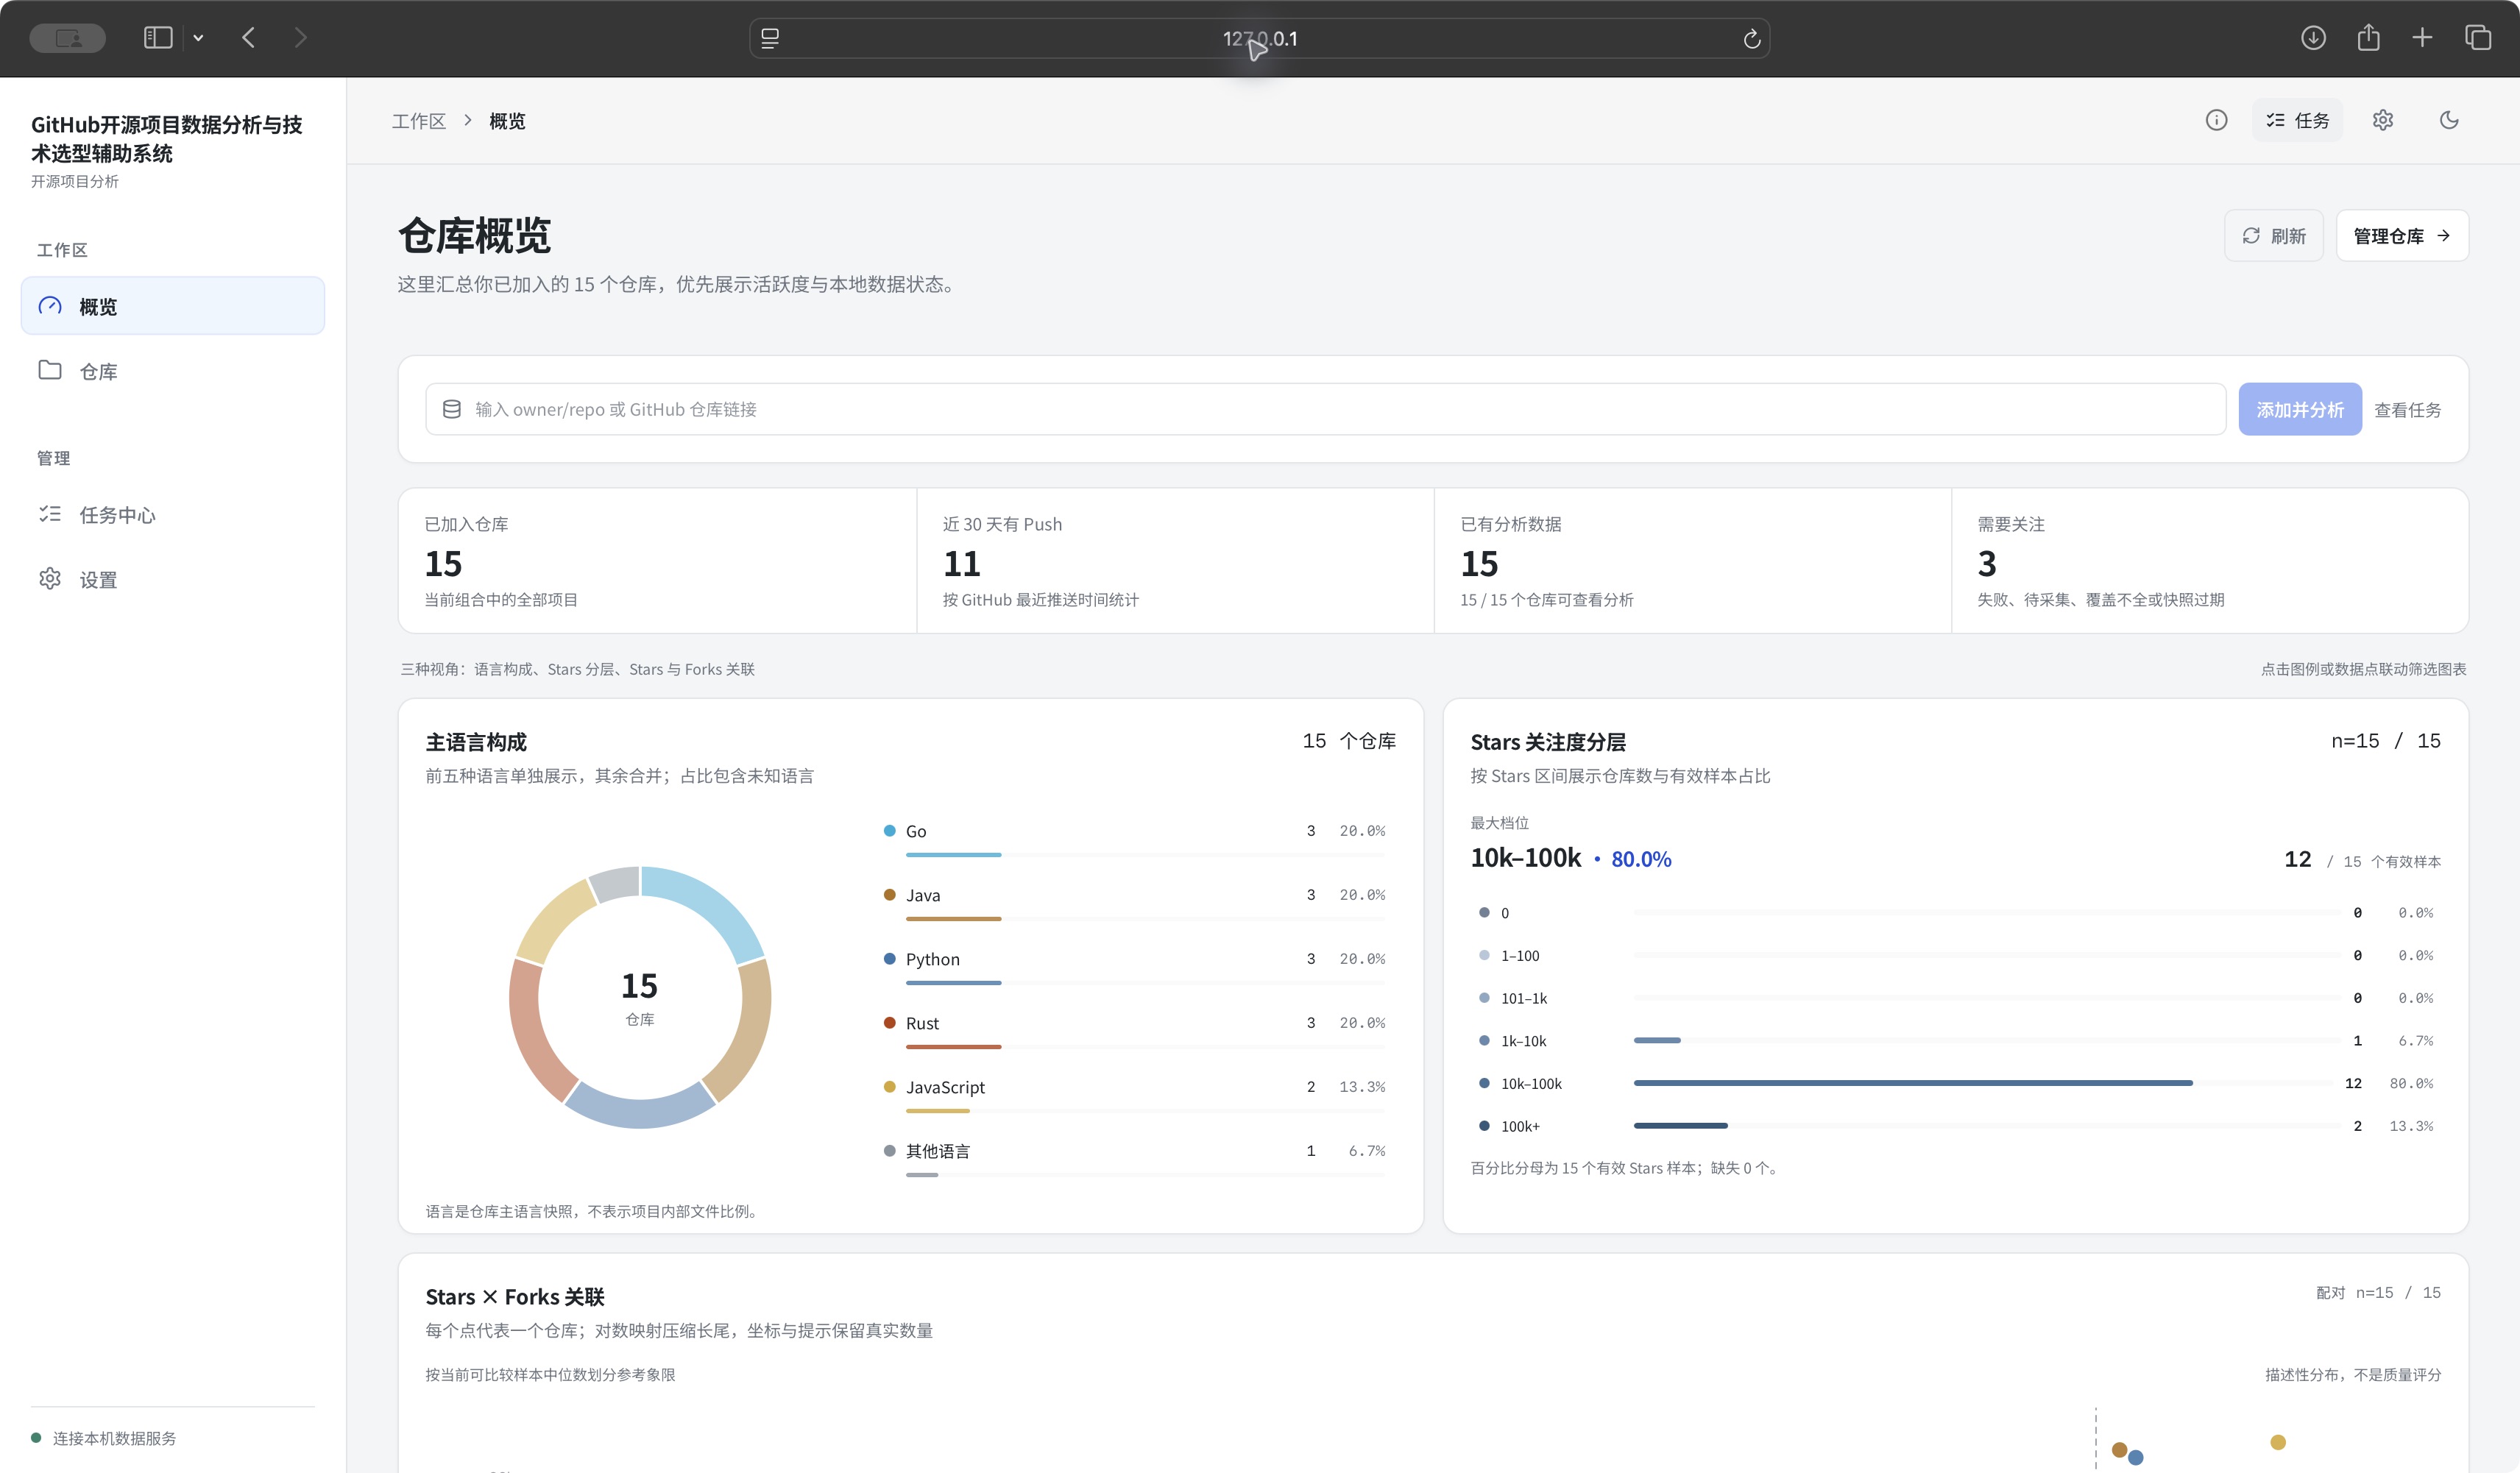 127.0.0.1
GitHub开源项目数据分析与技
术选型辅助系统
开源项目分析
工作区
概览
仓库
管理
任务中心
设置
连接本机数据服务
工作区 > 概览
任务
仓库概览
这里汇总你已加入的 15 个仓库，优先展示活跃度与本地数据状态。
刷新
管理仓库 →
输入 owner/repo 或 GitHub 仓库链接
添加并分析
查看任务
已加入仓库
15
当前组合中的全部项目
近 30 天有 Push
11
按 GitHub 最近推送时间统计
已有分析数据
15
15 / 15 个仓库可查看分析
需要关注
3
失败、待采集、覆盖不全或快照过期
三种视角：语言构成、Stars 分层、Stars 与 Forks 关联
点击图例或数据点联动筛选图表
主语言构成
15 个仓库
前五种语言单独展示，其余合并；占比包含未知语言
15
仓库
Go 3 20.0%
Java 3 20.0%
Python 3 20.0%
Rust 3 20.0%
JavaScript 2 13.3%
其他语言 1 6.7%
语言是仓库主语言快照，不表示项目内部文件比例。
Stars 关注度分层
n=15 / 15
按 Stars 区间展示仓库数与有效样本占比
最大档位
10k–100k • 80.0%
12 / 15 个有效样本
0 0 0.0%
1–100 0 0.0%
101–1k 0 0.0%
1k–10k 1 6.7%
10k–100k 12 80.0%
100k+ 2 13.3%
百分比分母为 15 个有效 Stars 样本；缺失 0 个。
Stars × Forks 关联
配对 n=15 / 15
每个点代表一个仓库；对数映射压缩长尾，坐标与提示保留真实数量
按当前可比较样本中位数划分参考象限
描述性分布，不是质量评分